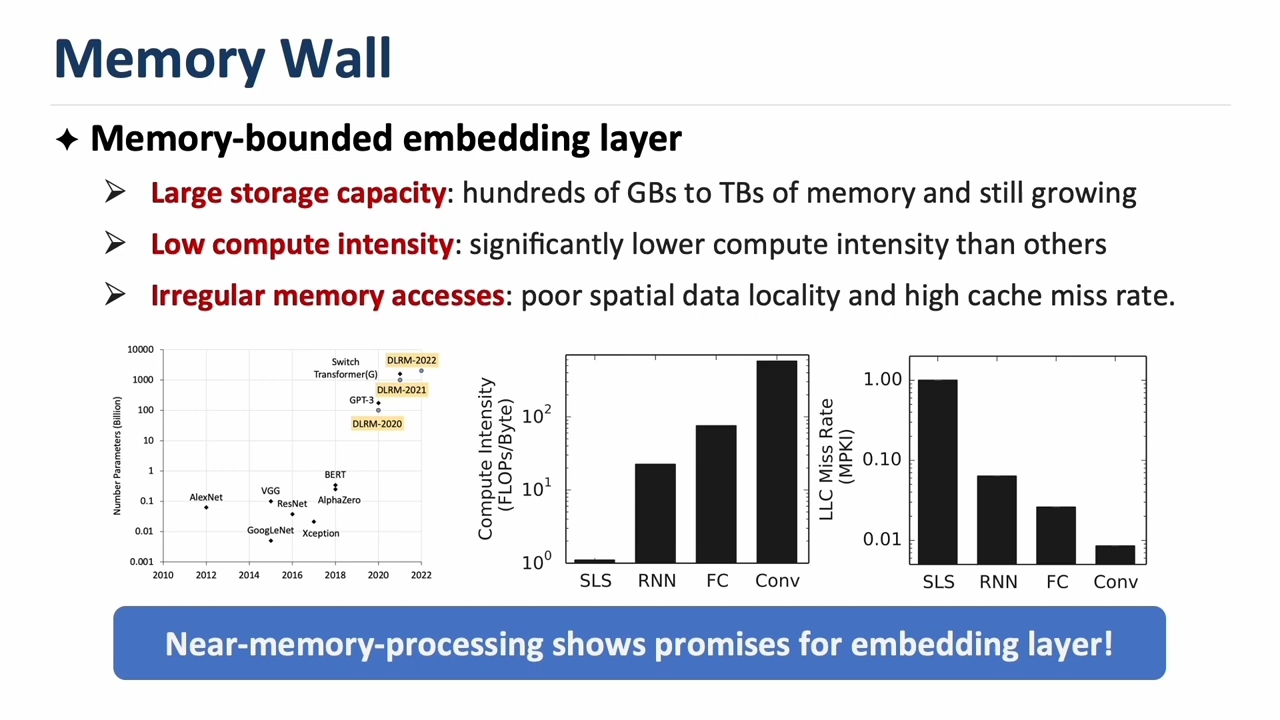 Memory Wall
✦ Memory-bounded embedding layer
➢ Large storage capacity: hundreds of GBs to TBs of memory and still growing
➢ Low compute intensity: significantly lower compute intensity than others
➢ Irregular memory accesses: poor spatial data locality and high cache miss rate.
Number Parameters (Billion)
10000
1000
100
10
1
0.1
0.01
0.001
2010 2012 2014 2016 2018 2020 2022
Switch
Transformer(G)
DLRM-2022
DLRM-2021
GPT-3
DLRM-2020
BERT
AlphaZero
AlexNet
VGG
ResNet
GoogLeNet
Xception
Compute Intensity
(FLOPs/Byte)
10²
10¹
10⁰
SLS RNN FC Conv
LLC Miss Rate
(MPKI)
1.00
0.10
0.01
SLS RNN FC Conv
Near-memory-processing shows promises for embedding layer!